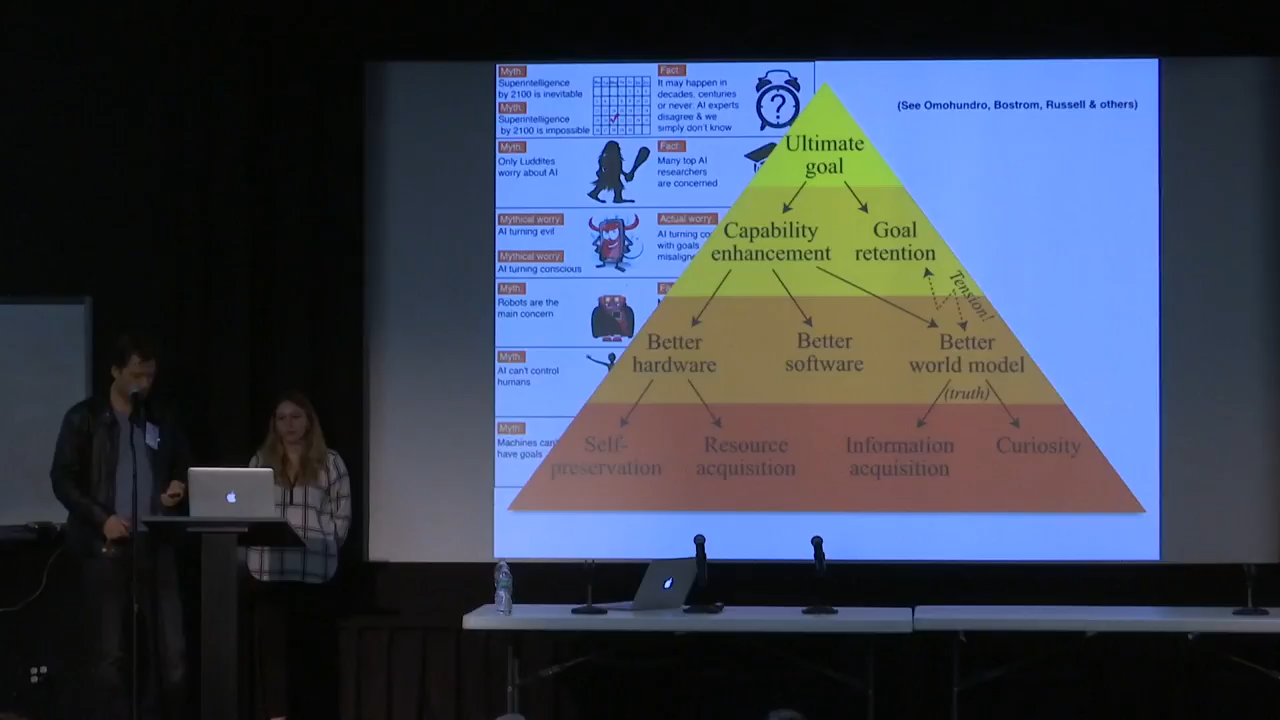 Myth:
Superintelligence
by 2100 is inevitable
Myth:
Superintelligence
by 2100 is impossible
Fact:
It may happen in
decades, centuries
or never: AI experts
disagree & we
simply don't know
?
Myth:
Only Luddites
worry about AI
Fact:
Many top AI
researchers
are concerned
Mythical worry:
AI turning evil
Mythical worry:
AI turning conscious
Actual worry:
AI turning
with goals
Myth:
Robots are the
main concern
Myth:
AI can't control
humans
Myth:
Machines can't
have goals
(See Omohundro, Bostrom, Russell & others)
Ultimate
goal
Capability
enhancement
Goal
retention
Tension!
Better
hardware
Better
software
Better
world model
(truth)
Self-
preservation
Resource
acquisition
Information
acquisition
Curiosity